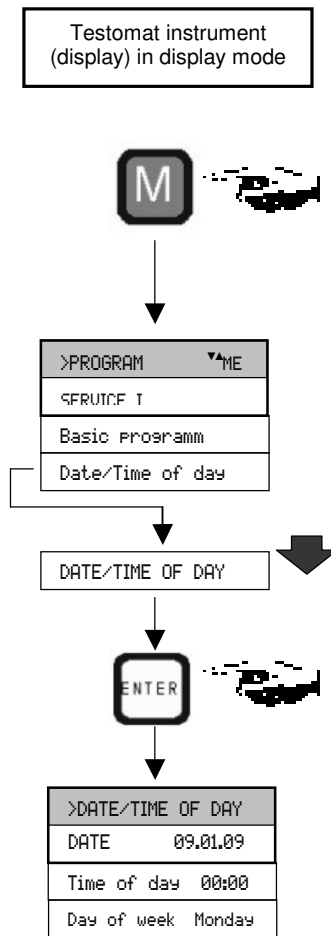 Testomat instrument
(display) in display mode
M
>PROGRAM ▼▲ME
SERVICE I
Basic programm
Date/Time of day
DATE/TIME OF DAY
ENTER
>DATE/TIME OF DAY
DATE 09.01.09
Time of day 00:00
Day of week Monday